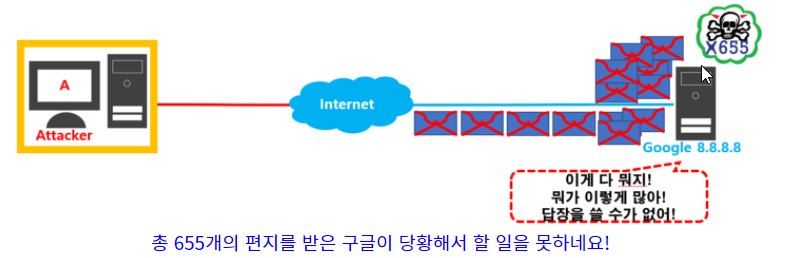 X655
A
Internet
Attacker
Google 8.8.8.8
이게 다 뭐지!
뭐가 이렇게 많아!
답장을 쓸 수가 없어!
총 655개의 편지를 받은 구글이 당황해서 할 일을 못하네요!